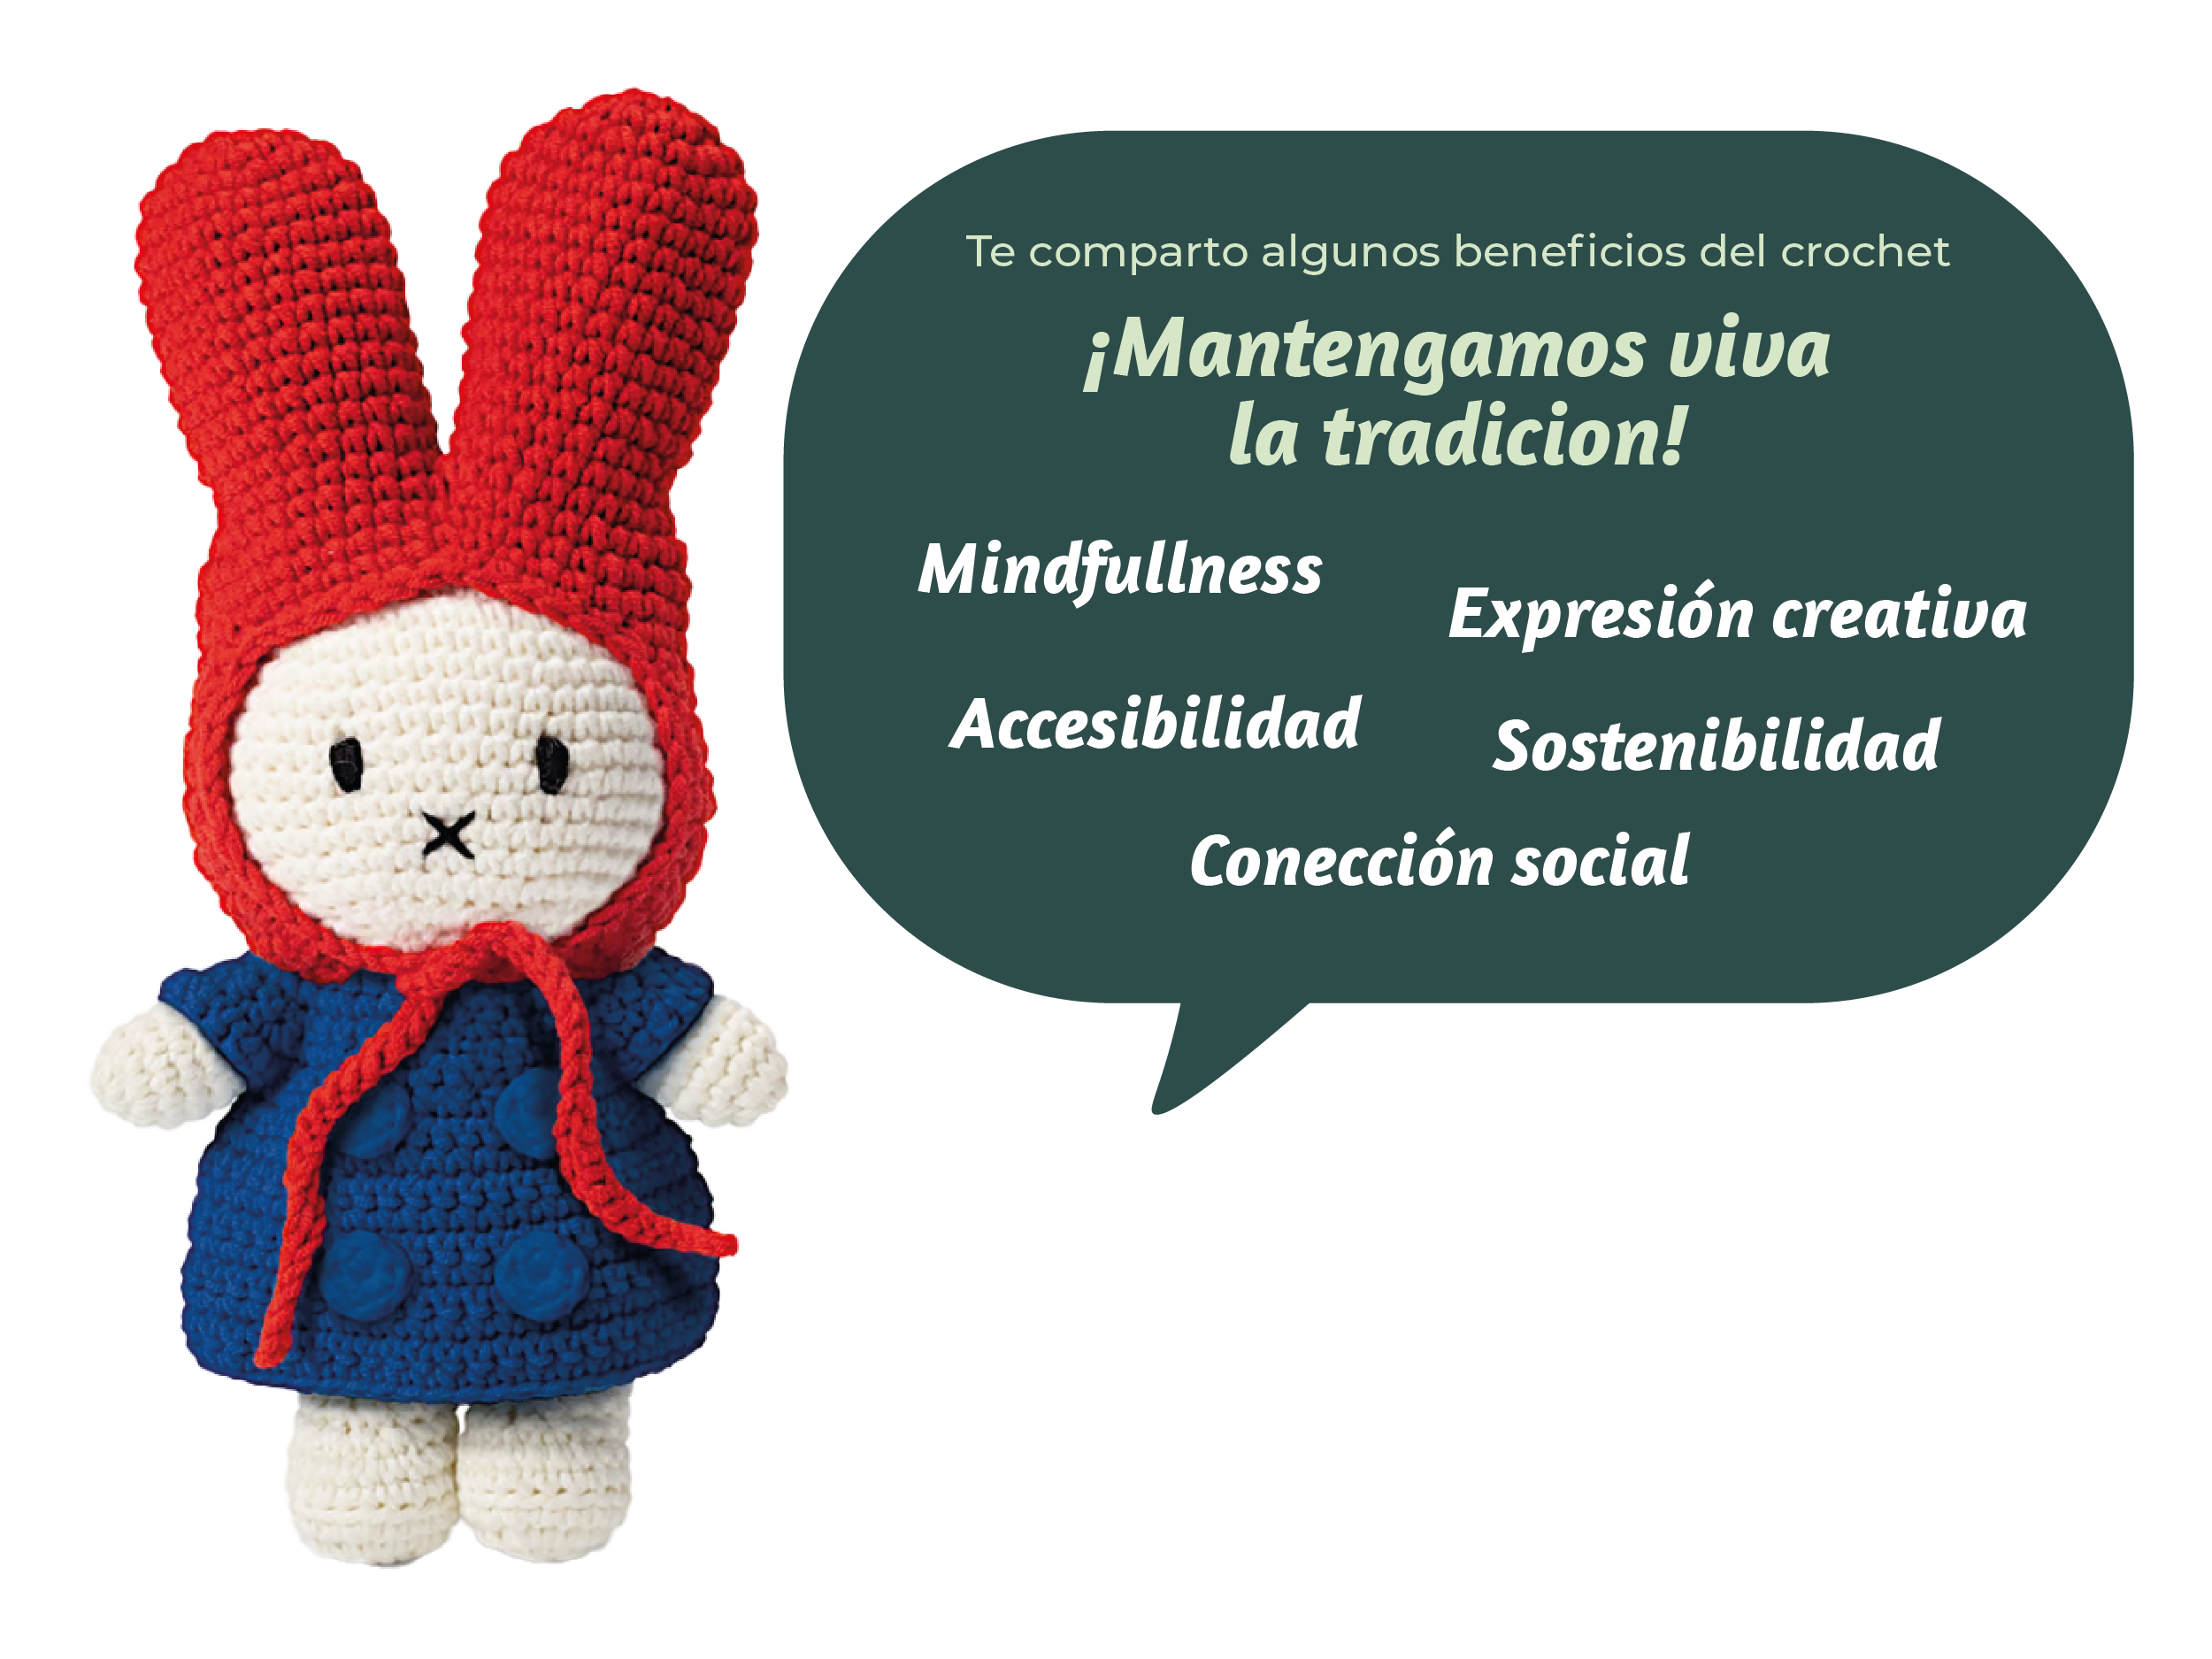 Te comparto algunos beneficios del crochet
¡Mantengamos viva
la tradicion!
Mindfullness
Expresión creativa
Accesibilidad
Sostenibilidad
Conección social